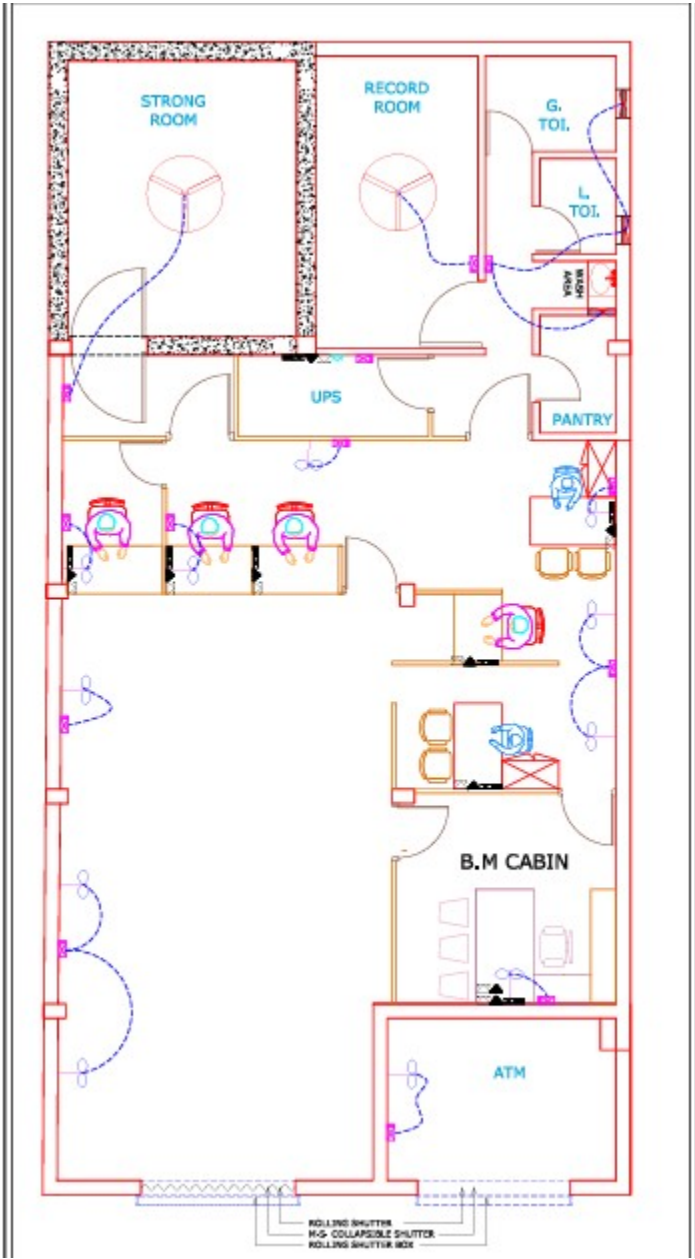 STRONG
ROOM
RECORD
ROOM
G.
TOI.
L.
TOI.
WASH
AREA
UPS
PANTRY
B.M CABIN
ATM
ROLLING SHUTTER
M.S. COLLAPSIBLE SHUTTER
ROLLING SHUTTER BOX